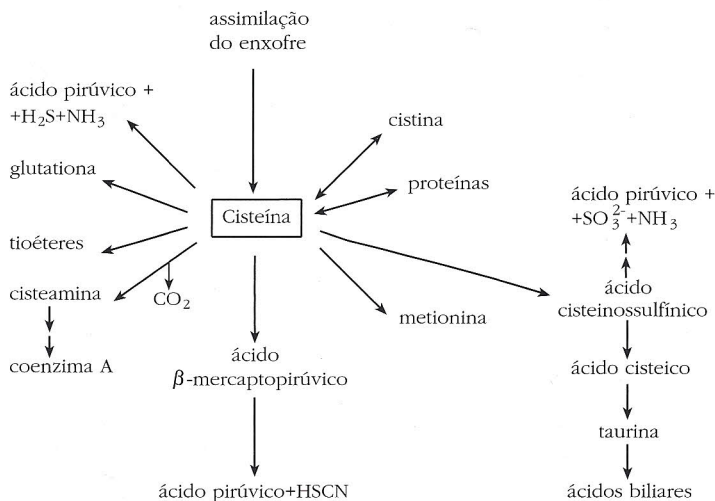 assimilação
do enxofre
ácido pirúvico +
+H₂S+NH₃
cistina
glutationa
proteínas
ácido pirúvico +
+SO₃²⁻+NH₃
Cisteína
tioéteres
cisteamina
CO₂
metionina
ácido
cisteinossulfínico
coenzima A
ácido
β-mercaptopirúvico
ácido cisteico
taurina
ácido pirúvico+HSCN
ácidos biliares